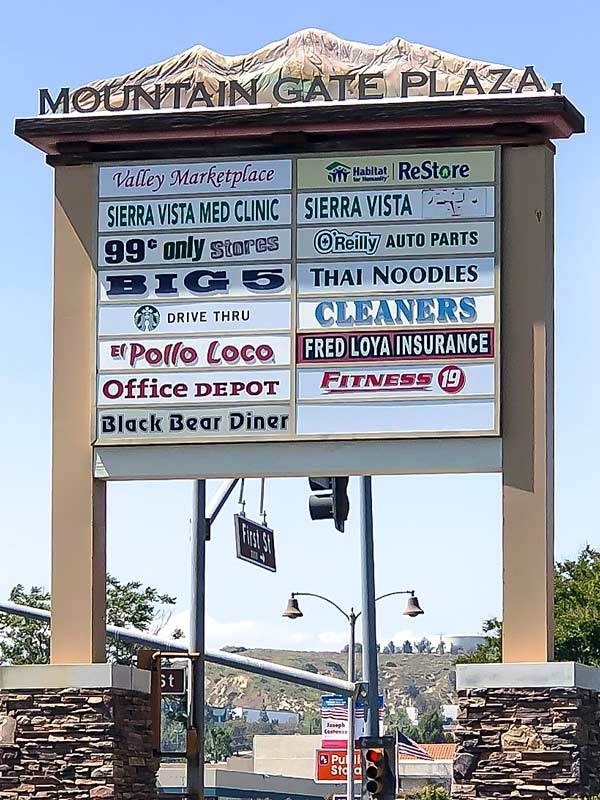 MOUNTAIN GATE PLAZA
Valley Marketplace
SIERRA VISTA MED CLINIC
99¢ only stores
BIG 5
DRIVE THRU
El Pollo Loco
Office DEPOT
Black Bear Diner
Habitat for Humanity ReStore
SIERRA VISTA
O'Reilly AUTO PARTS
THAI NOODLES
CLEANERS
FRED LOYA INSURANCE
FITNESS 19
First St
St
Joseph